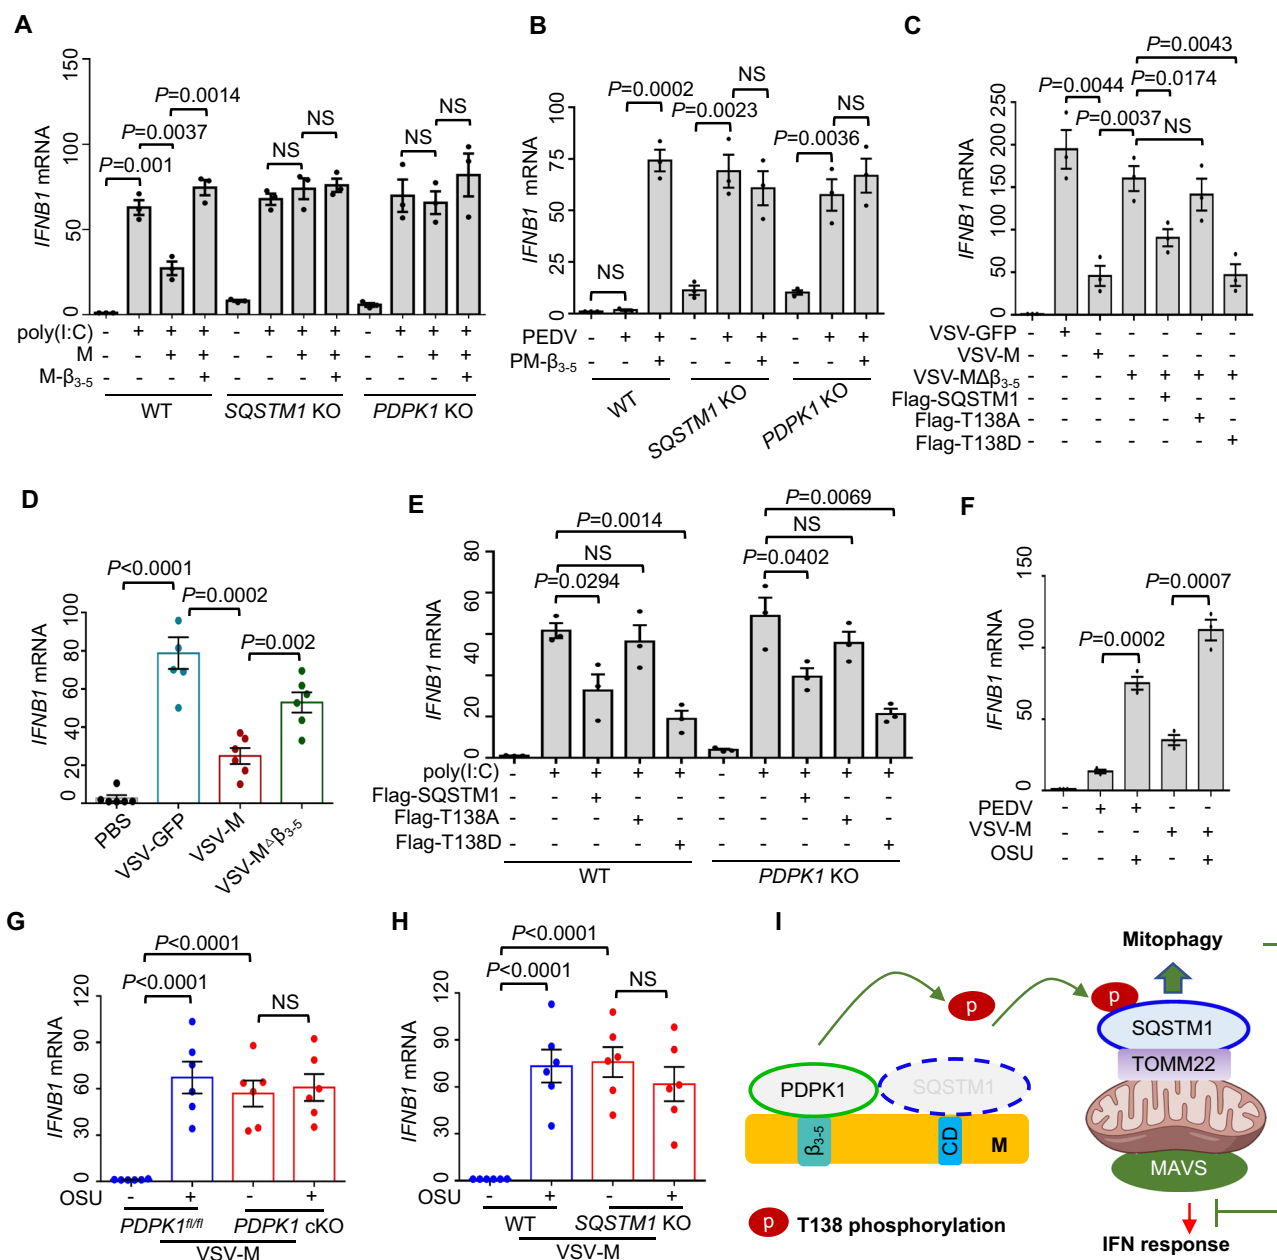 A
150
100
50
0
IFNB1 mRNA
P=0.0014
P=0.0037
P=0.001
NS
NS
NS
NS
poly(I:C) - + + + - + + + - + + +
M - - + + - - + + - - + +
M-β3-5 - - - + - - - + - - - +
WT SQSTM1 KO PDPK1 KO
B
100
75
50
25
0
IFNB1 mRNA
P=0.0002
NS
NS
P=0.0023
NS
P=0.0036
PEDV - + + - + + - + +
PM-β3-5 - - + - - + - - +
WT SQSTM1 KO PDPK1 KO
C
250
200
150
100
50
0
IFNB1 mRNA
P=0.0043
P=0.0044
P=0.0174
P=0.0037
NS
VSV-GFP - + - - - - -
VSV-M - - + - - - -
VSV-MΔβ3-5 - - - + + + +
Flag-SQSTM1 - - - - + - -
Flag-T138A - - - - - + -
Flag-T138D - - - - - - +
D
100
80
60
40
20
0
IFNB1 mRNA
P<0.0001
P=0.0002
P=0.002
PBS VSV-GFP VSV-M VSV-MΔβ3-5
E
80
60
40
20
0
IFNB1 mRNA
P=0.0014
NS
P=0.0294
P=0.0069
NS
P=0.0402
poly(I:C) - + + + + - + + + +
Flag-SQSTM1 - - + - - - - + - -
Flag-T138A - - - + - - - - + -
Flag-T138D - - - - + - - - - +
WT PDPK1 KO
F
150
100
50
0
IFNB1 mRNA
P=0.0007
P=0.0002
PEDV - + + - -
VSV-M - - - + +
OSU - - + - +
G
120
90
60
30
0
IFNB1 mRNA
P<0.0001
P<0.0001
NS
OSU - + - +
PDPK1fl/fl PDPK1 cKO
VSV-M
H
120
90
60
30
0
IFNB1 mRNA
P<0.0001
P<0.0001
NS
OSU - + - +
WT SQSTM1 KO
VSV-M
I
Mitophagy
p
p
SQSTM1
TOMM22
PDPK1
SQSTM1
β3-5
CD
M
MAVS
p T138 phosphorylation
IFN response